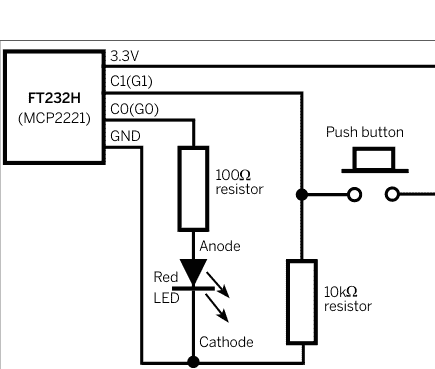 3.3V
C1(G1)
FT232H
(MCP2221)
C0(G0)
GND
Push button
100Ω
resistor
Anode
Red
LED
10kΩ
resistor
Cathode